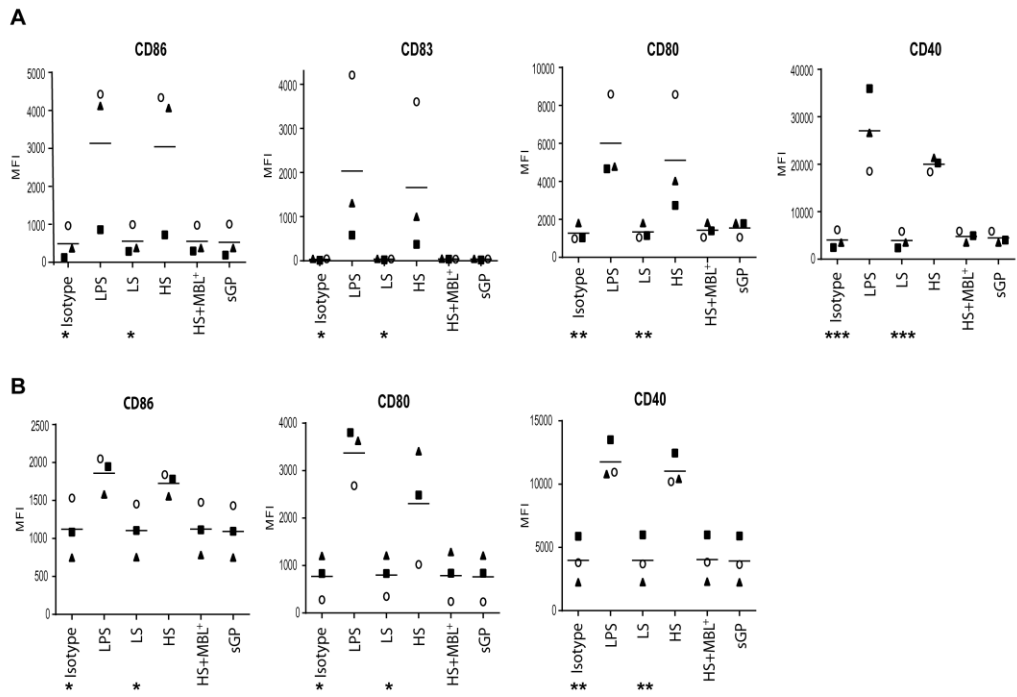 A
CD86
CD83
CD80
CD40
5000
4000
3000
2000
1000
0
MFI
4000
3000
2000
1000
0
MFI
10000
8000
6000
4000
2000
0
MFI
40000
30000
20000
10000
0
MFI
Isotype
LPS
LS
HS
HS+MBL⁺
sGP
Isotype
LPS
LS
HS
HS+MBL⁺
sGP
Isotype
LPS
LS
HS
HS+MBL⁺
sGP
Isotype
LPS
LS
HS
HS+MBL⁺
sGP
* *
* *
** **
*** ***
B
CD86
CD80
CD40
2500
2000
1500
1000
500
0
MFI
4000
3000
2000
1000
0
MFI
15000
10000
5000
0
MFI
Isotype
LPS
LS
HS
HS+MBL⁺
sGP
Isotype
LPS
LS
HS
HS+MBL⁺
sGP
Isotype
LPS
LS
HS
HS+MBL⁺
sGP
* *
* *
** **